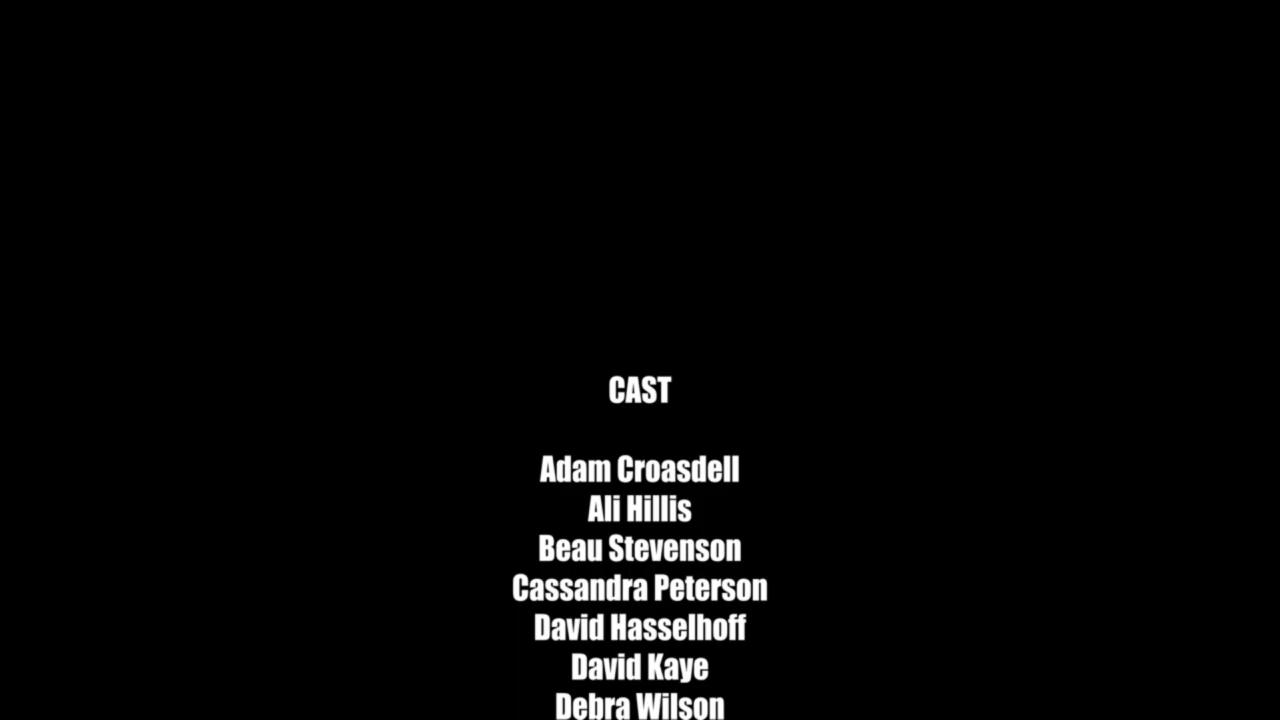 CAST
Adam Croasdell
Ali Hillis
Beau Stevenson
Cassandra Peterson
David Hasselhoff
David Kaye
Debra Wilson